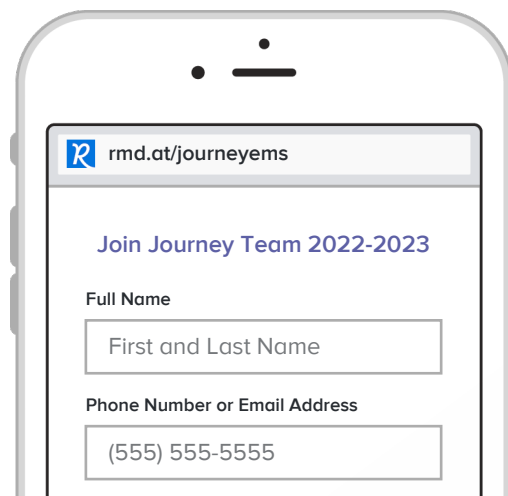 rmd.at/journeyems
Join Journey Team 2022-2023
Full Name
First and Last Name
Phone Number or Email Address
(555) 555-5555